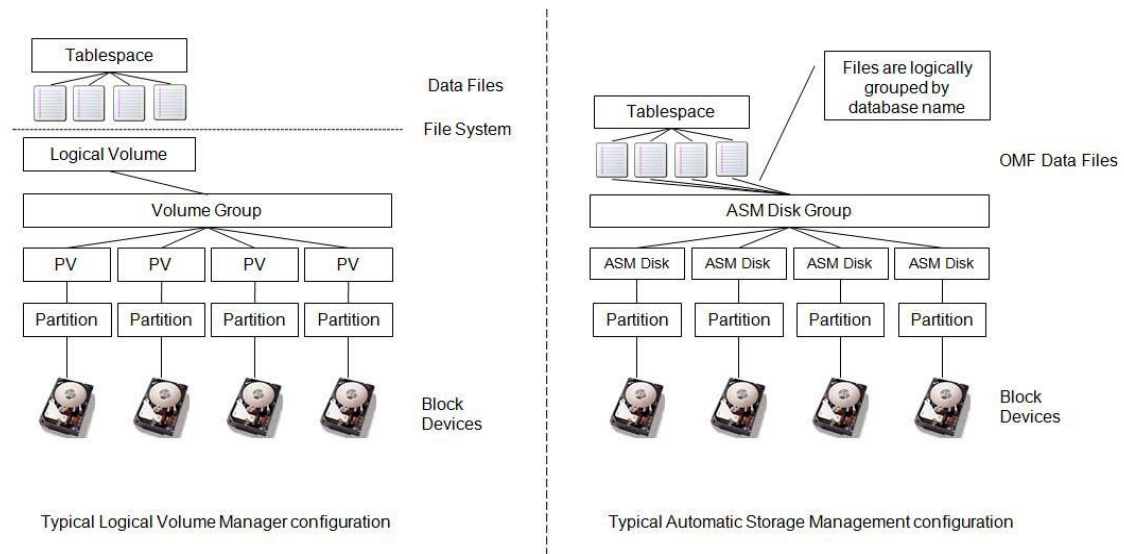 Tablespace
Data Files
File System
Logical Volume
Volume Group
PV
PV
PV
PV
Partition
Partition
Partition
Partition
Block
Devices
Typical Logical Volume Manager configuration
Files are logically
grouped by
database name
Tablespace
OMF Data Files
ASM Disk Group
ASM Disk
ASM Disk
ASM Disk
ASM Disk
Partition
Partition
Partition
Partition
Block
Devices
Typical Automatic Storage Management configuration